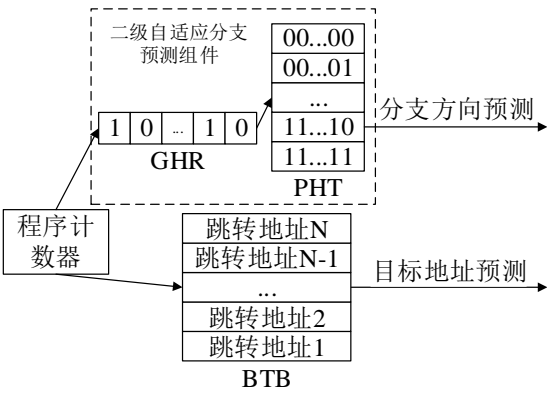 二级自适应分支
预测组件
00...00
00...01
...
11...10
11...11
PHT
1 0 ... 1 0
GHR
分支方向预测
程序计
数器
跳转地址N
跳转地址N-1
...
跳转地址2
跳转地址1
BTB
目标地址预测